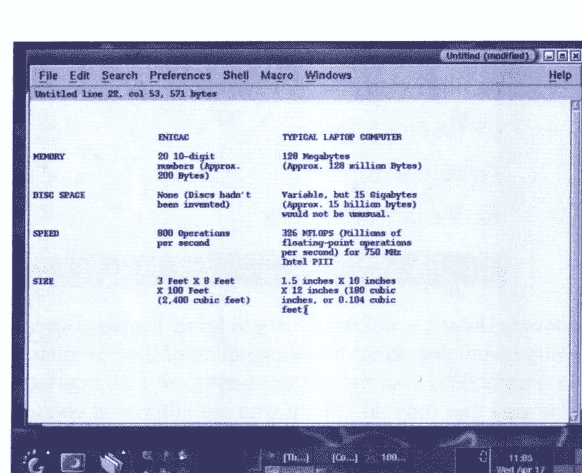 Untitled (modified)
File Edit Search Preferences Shell Macro Windows Help
Untitled line 22, col 53, 571 bytes
ENICAC TYPICAL LAPTOP COMPUTER
MEMORY 20 10-digit 128 Megabytes
numbers (Approx. (Approx. 128 million Bytes)
200 Bytes)
DISC SPACE None (Discs hadn't Variable, but 15 Gigabytes
been invented) (Approx. 15 billion bytes)
would not be unusual.
SPEED 800 Operations 326 MFLOPS (Millions of
per second floating-point operations
per second) for 750 MHz
Intel PIII
SIZE 3 Feet X 8 Feet 1.5 inches X 10 inches
X 100 Feet X 12 inches (180 cubic
(2,400 cubic feet) inches, or 0.104 cubic
feet)
[Th...] [Co...] 100... 11:05
Wed Apr 17